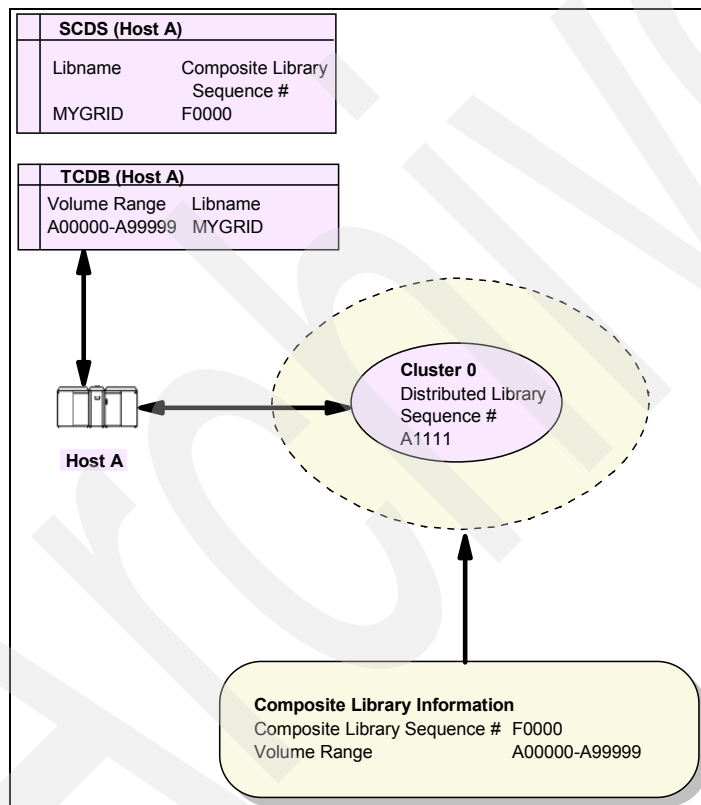 SCDS (Host A)
Libname Composite Library
Sequence #
MYGRID F0000
TCDB (Host A)
Volume Range Libname
A00000-A99999 MYGRID
Cluster 0
Distributed Library
Sequence #
A1111
Host A
Composite Library Information
Composite Library Sequence # F0000
Volume Range A00000-A99999